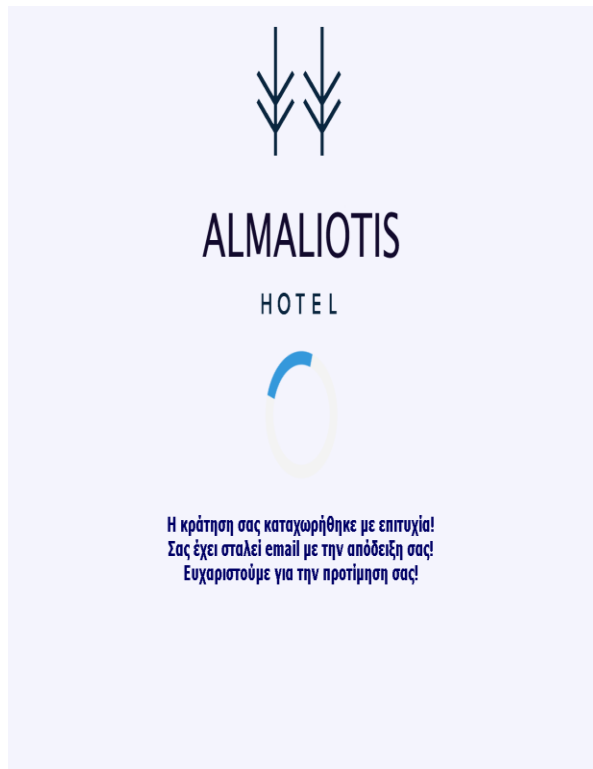 ALMALIOTIS
HOTEL
Η κράτηση σας καταχωρήθηκε με επιτυχία!
Σας έχει σταλεί email με την απόδειξη σας!
Ευχαριστούμε για την προτίμηση σας!